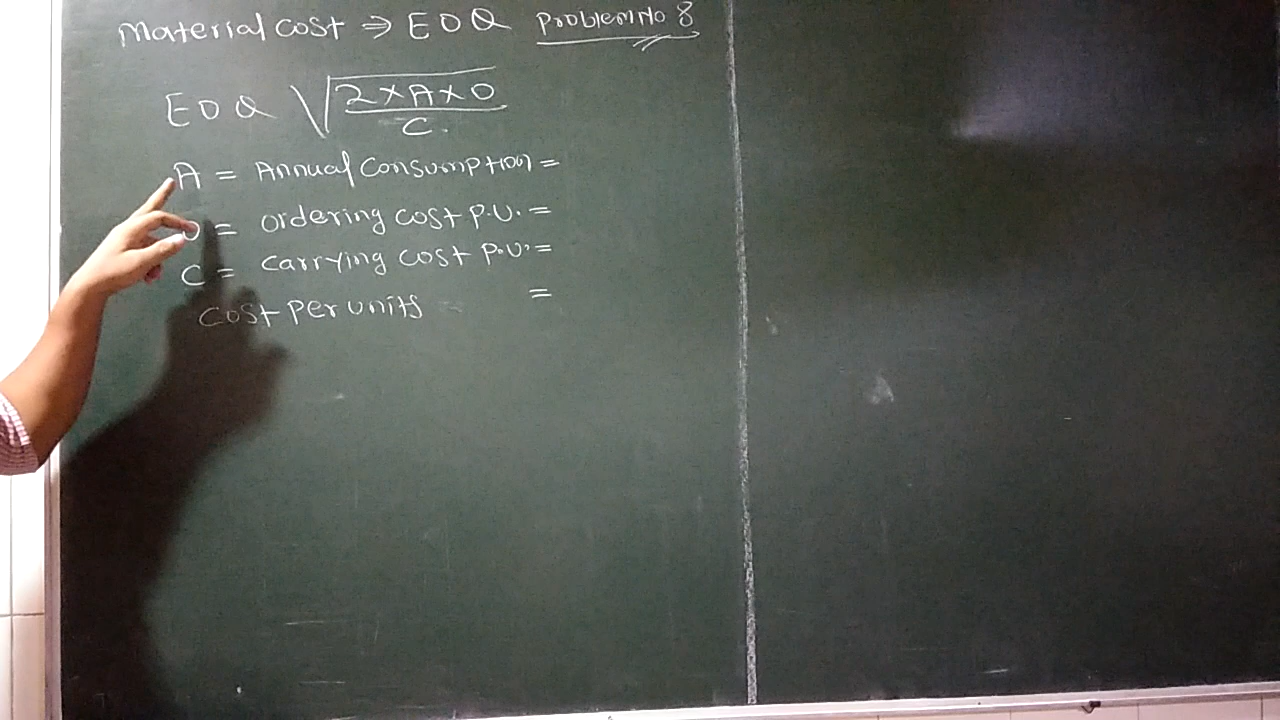 Material cost ⇒ EOQ Problem No 8
EOQ √2×A×O
C.
A = Annual Consumption =
O = ordering cost p.u. =
C = carrying cost p.u. =
cost per units =